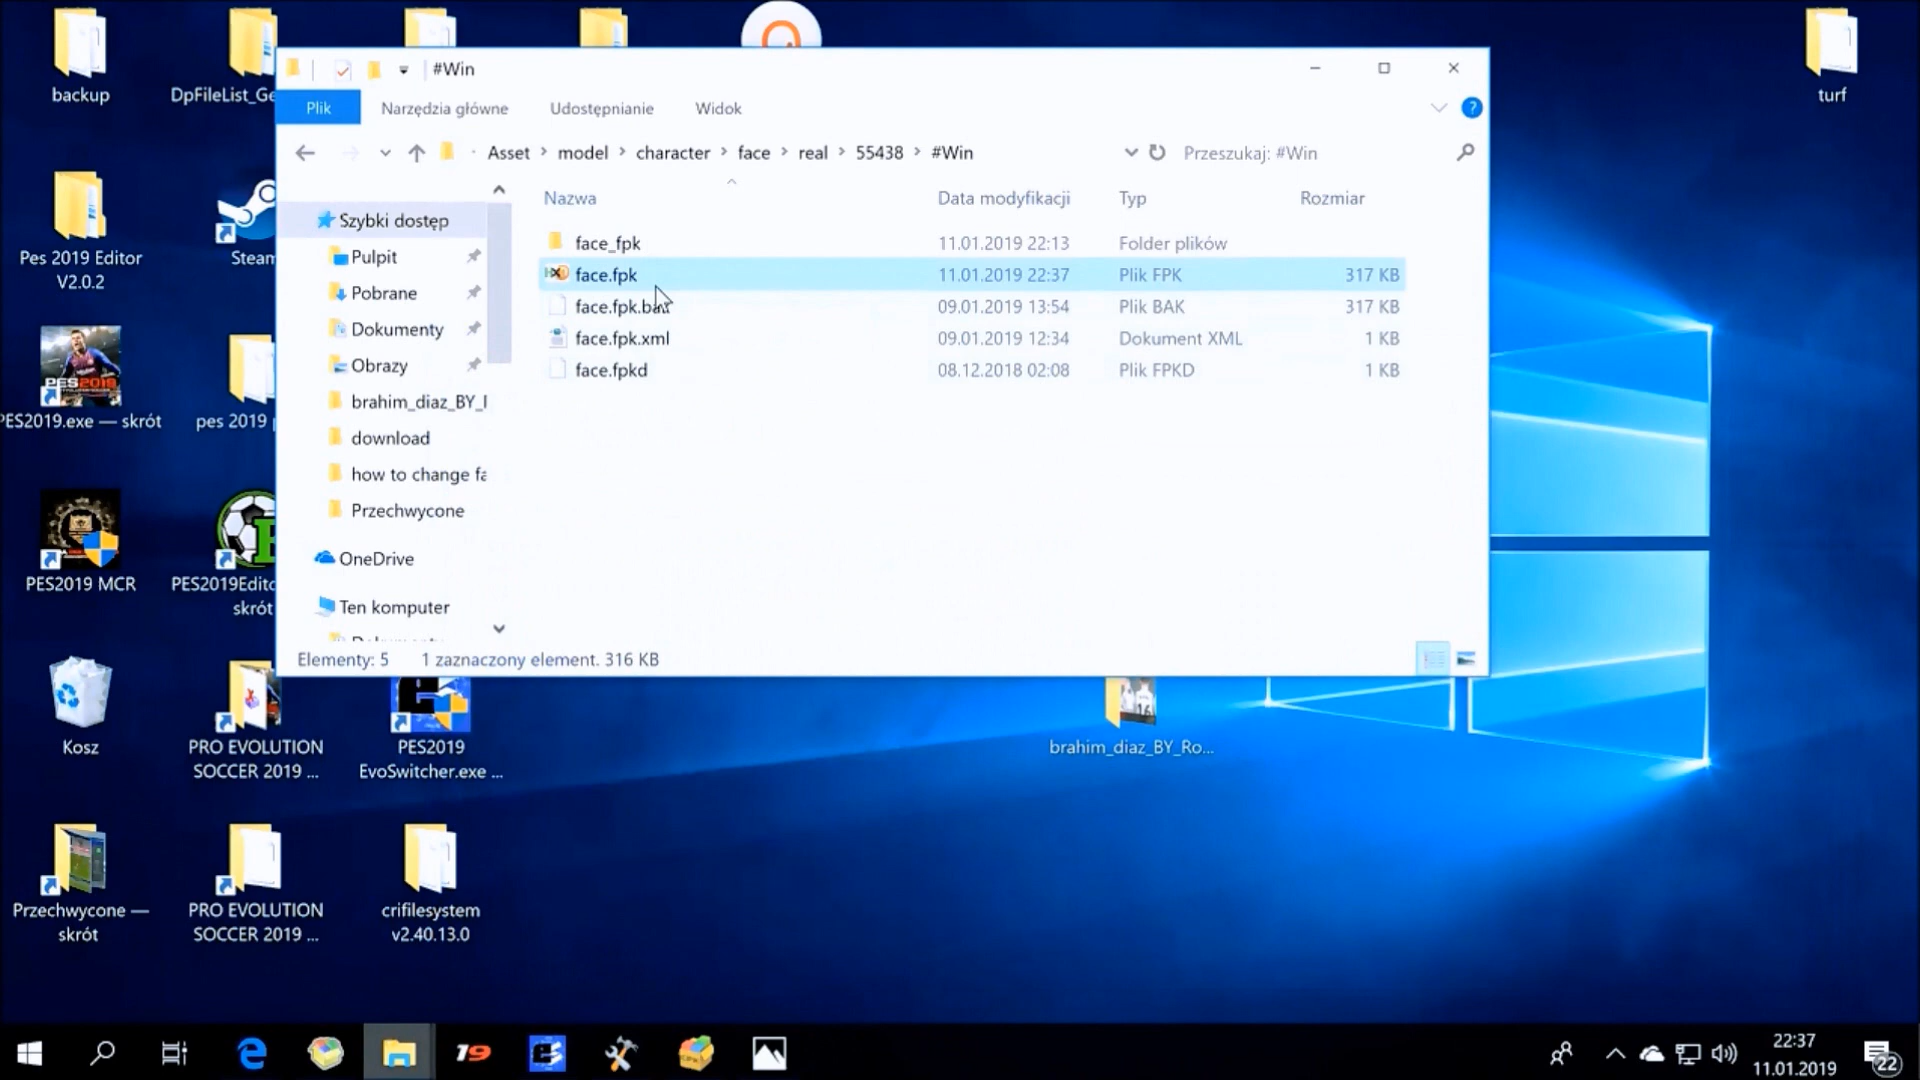 backup
DpFileList_Ge
turf
#Win
Plik
Narzędzia główne
Udostępnianie
Widok
Asset
model
character
face
real
55438
#Win
Przeszukaj: #Win
Nazwa
Data modyfikacji
Typ
Rozmiar
face_fpk
11.01.2019 22:13
Folder plików
face.fpk
11.01.2019 22:37
Plik FPK
317 KB
face.fpk.bak
09.01.2019 13:54
Plik BAK
317 KB
face.fpk.xml
09.01.2019 12:34
Dokument XML
1 KB
face.fpkd
08.12.2018 02:08
Plik FPKD
1 KB
Szybki dostęp
Pulpit
Pobrane
Dokumenty
Obrazy
brahim_diaz_BY_
download
how to change fa
Przechwycone
OneDrive
Ten komputer
Dokumenty
Elementy: 5
1 zaznaczony element. 316 KB
Pes 2019 Editor
V2.0.2
Steam
PES2019
PES2019.exe — skrót
pes 2019
PES2019 MCR
PES2019Edito
skrót
Kosz
PRO EVOLUTION
SOCCER 2019 ...
PES2019
EvoSwitcher.exe ...
brahim_diaz_BY_Ro...
Przechwycone —
skrót
PRO EVOLUTION
SOCCER 2019 ...
crifilesystem
v2.40.13.0
19
22:37
11.01.2019
22